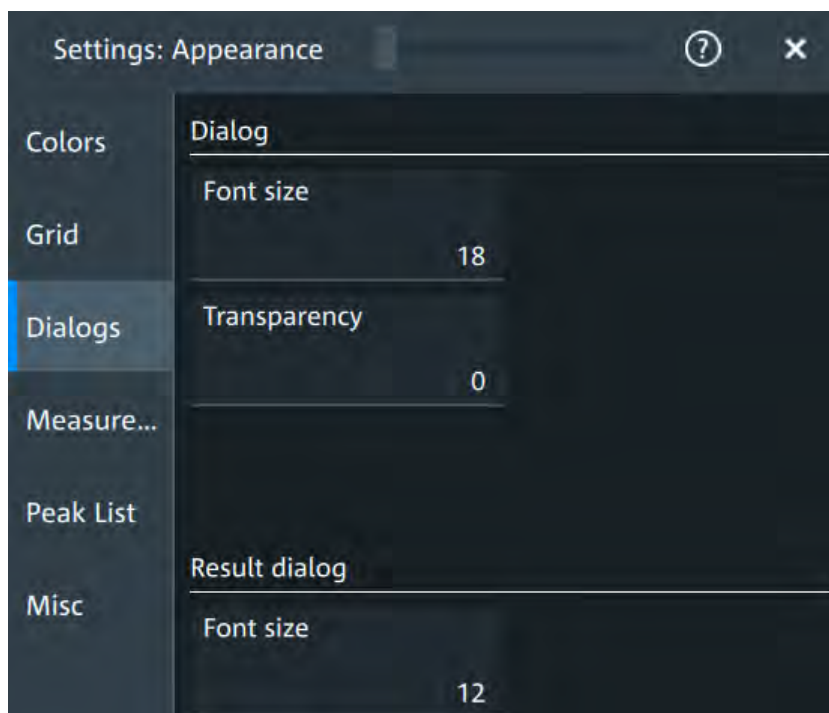 Settings: Appearance
Colors
Grid
Dialogs
Measure...
Peak List
Misc
Dialog
Font size
18
Transparency
0
Result dialog
Font size
12